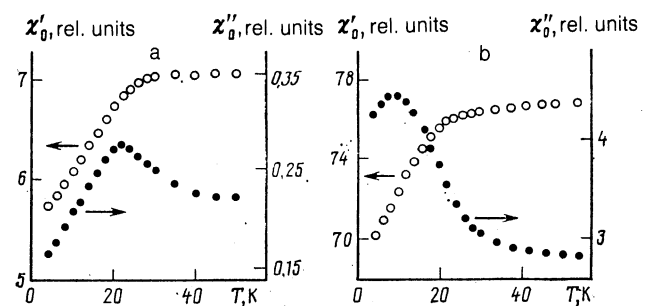 χ′₀, rel. units χ″₀, rel. units χ′₀, rel. units χ″₀, rel. units
a b
7 0,35 78 4
6 0,25 74
5 0,15 70 3
0 20 40 T, K 0 20 40 T, K